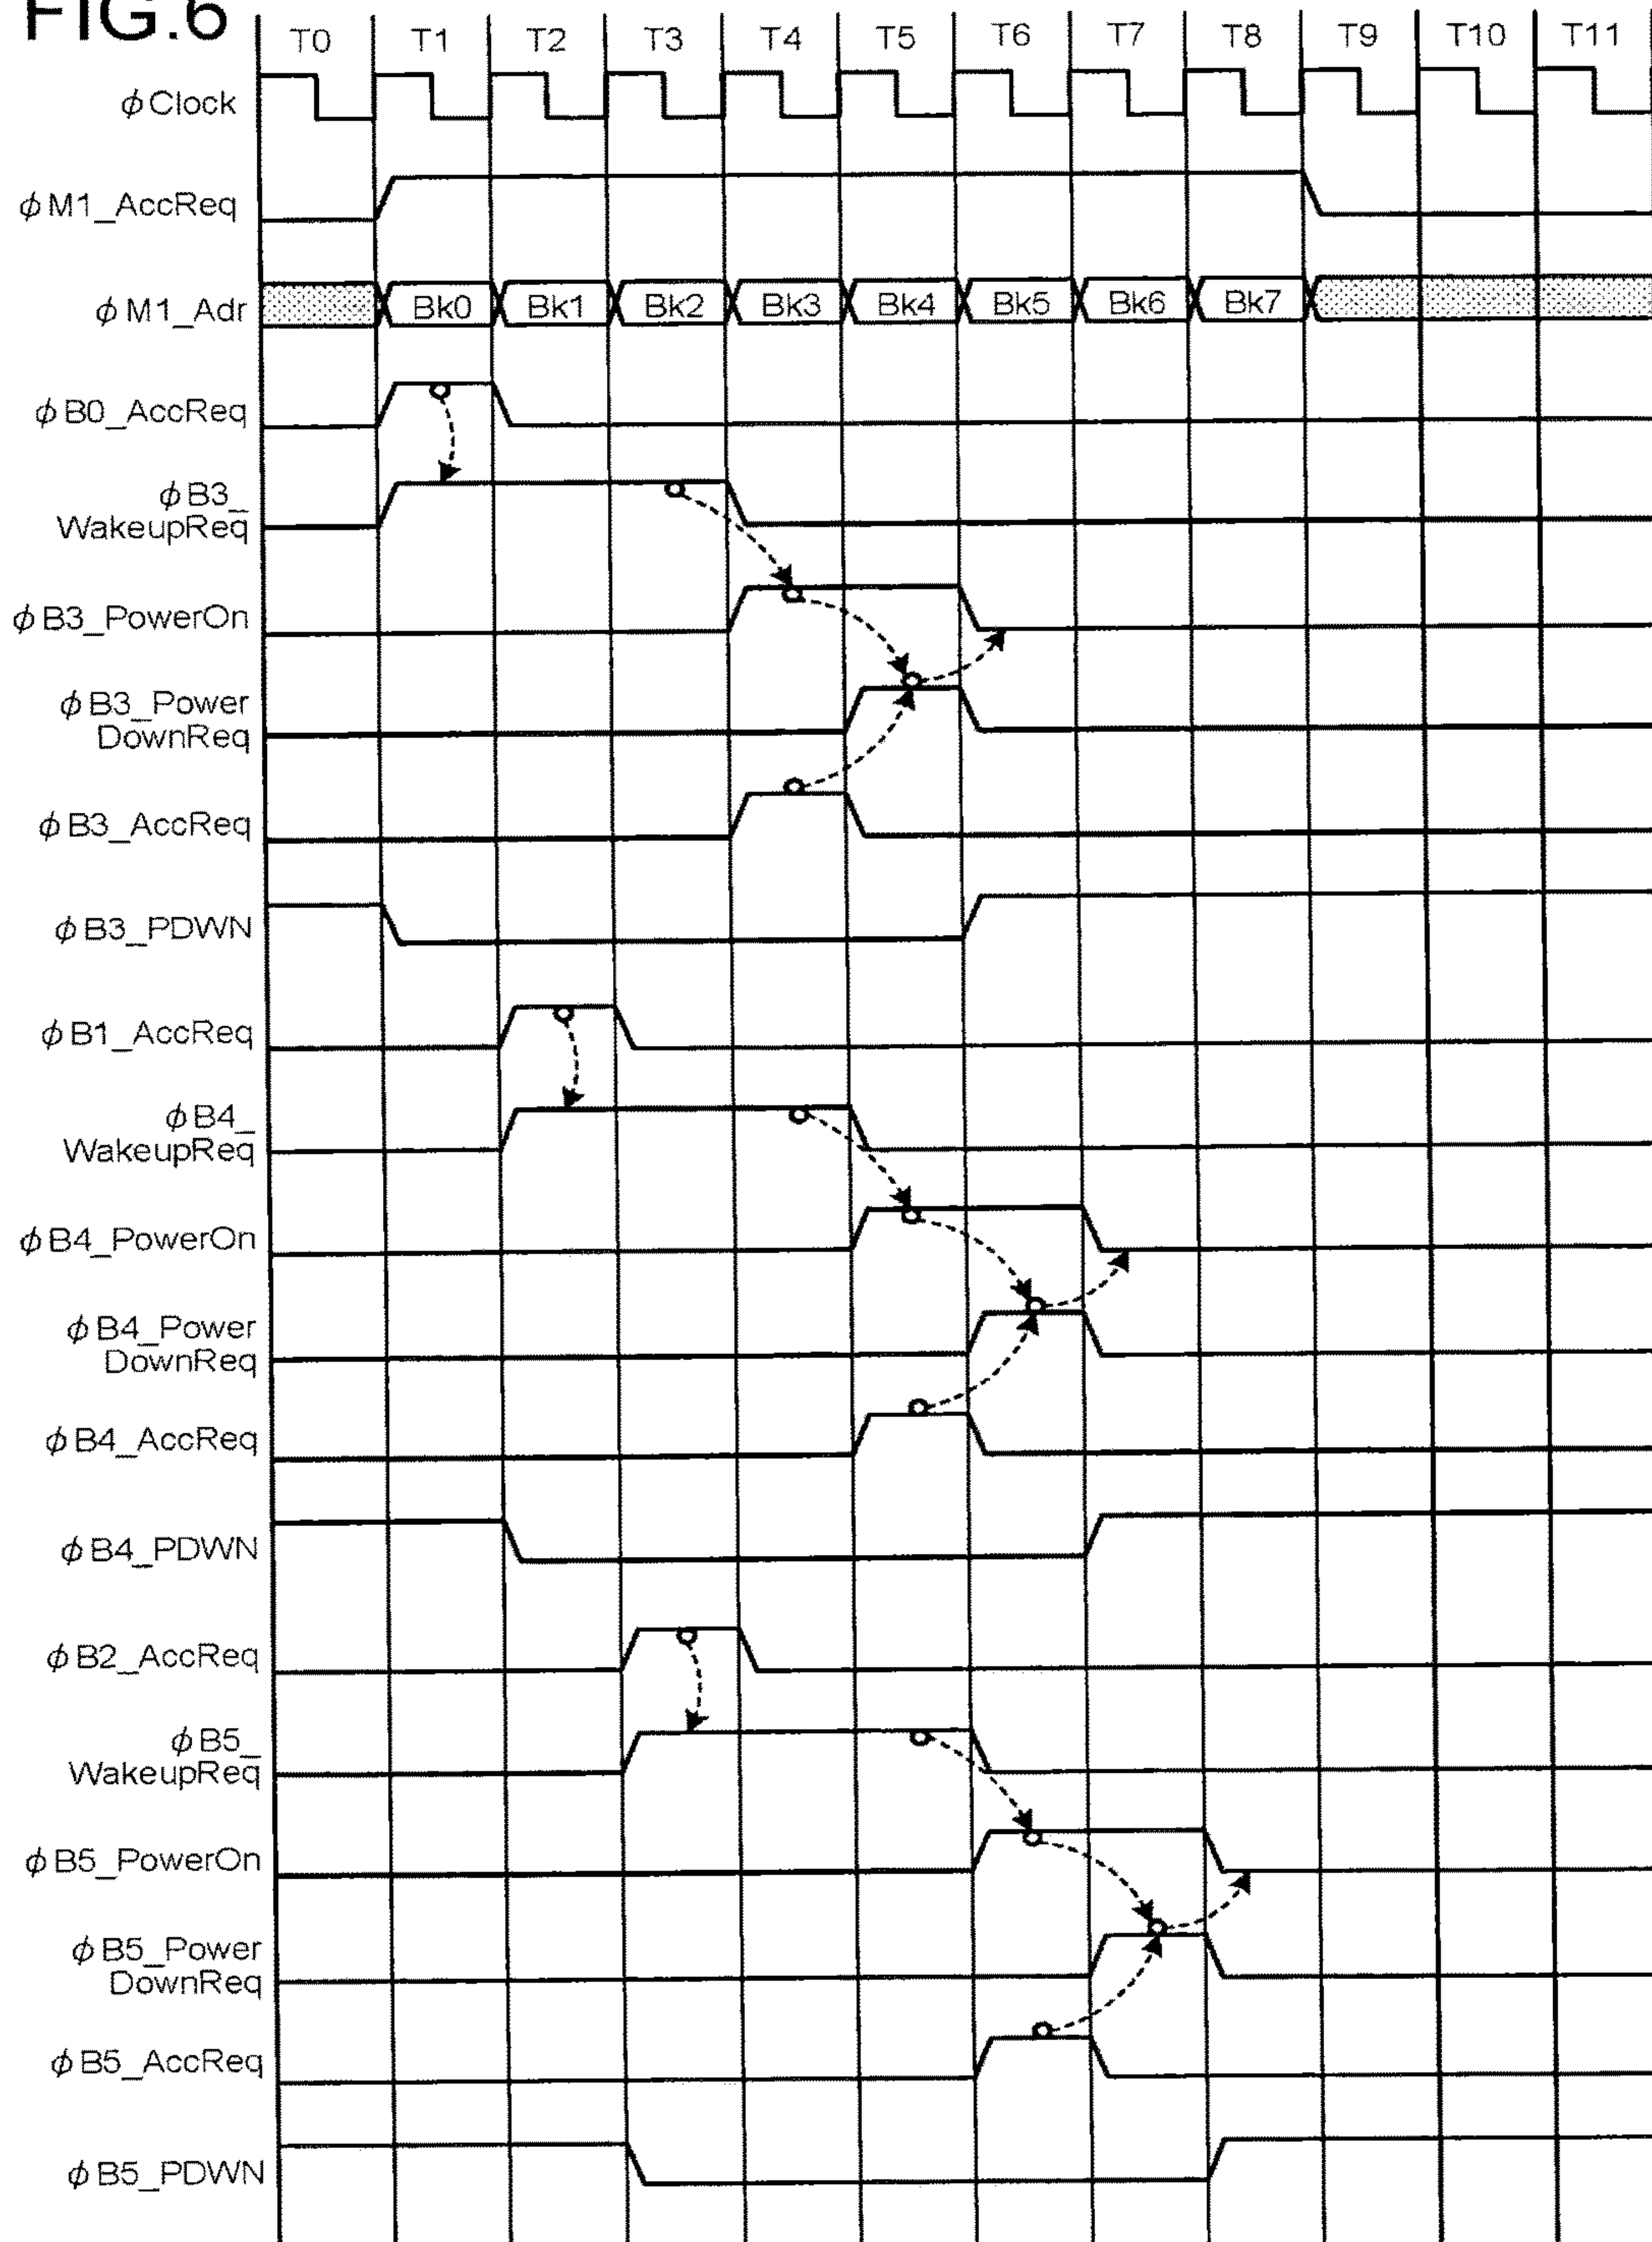 FIG.6
T0 T1 T2 T3 T4 T5 T6 T7 T8 T9 T10 T11
ϕClock
ϕM1_AccReq
ϕM1_Adr Bk0 Bk1 Bk2 Bk3 Bk4 Bk5 Bk6 Bk7
ϕB0_AccReq
ϕB3_
WakeupReq
ϕB3_PowerOn
ϕB3_Power
DownReq
ϕB3_AccReq
ϕB3_PDWN
ϕB1_AccReq
ϕB4_
WakeupReq
ϕB4_PowerOn
ϕB4_Power
DownReq
ϕB4_AccReq
ϕB4_PDWN
ϕB2_AccReq
ϕB5_
WakeupReq
ϕB5_PowerOn
ϕB5_Power
DownReq
ϕB5_AccReq
ϕB5_PDWN